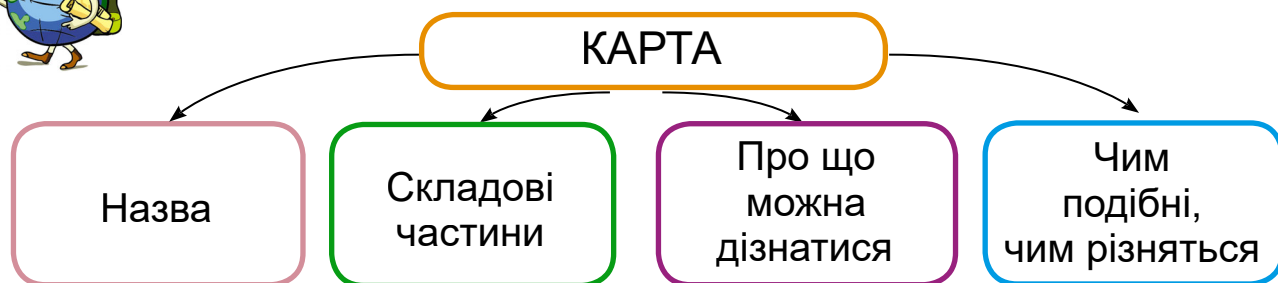 КАРТА
Назва
Складові
частини
Про що
можна
дізнатися
Чим
подібні,
чим різняться